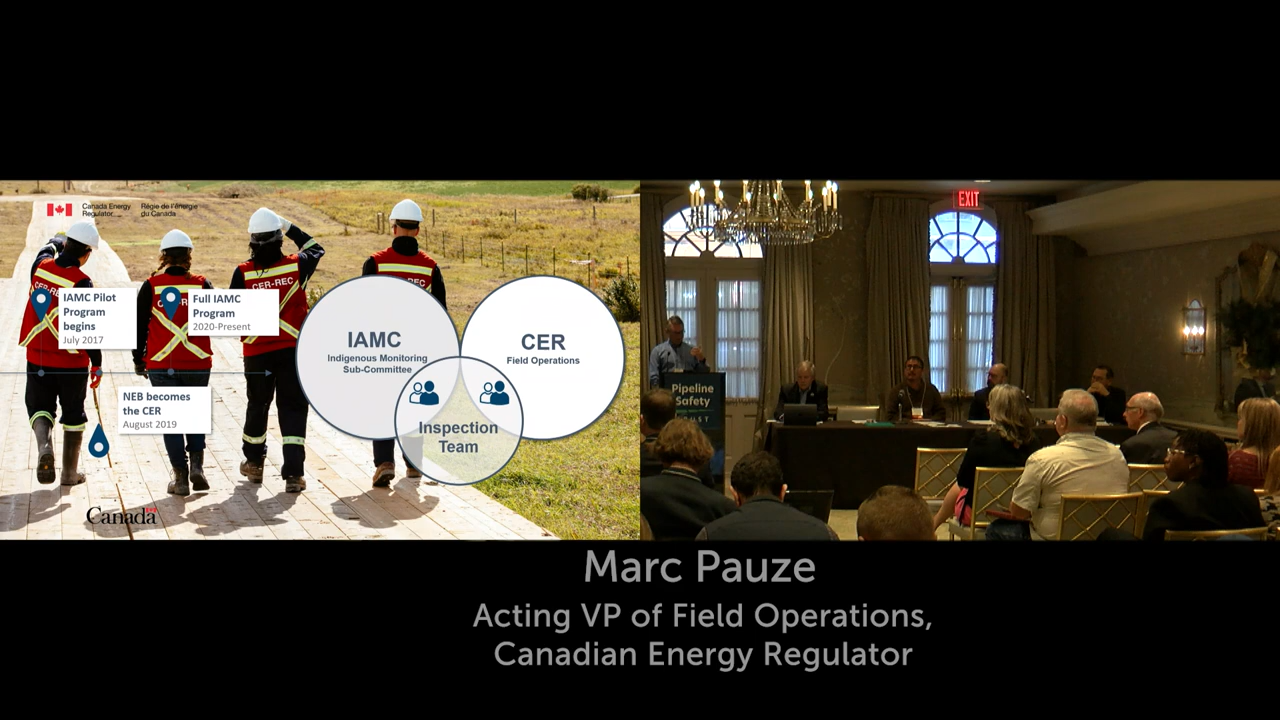 Canada Energy
Regulator
Régie de l'énergie
du Canada
IAMC Pilot
Program
begins
July 2017
Full IAMC
Program
2020-Present
NEB becomes
the CER
August 2019
CER-REC
IAMC
Indigenous Monitoring
Sub-Committee
CER
Field Operations
Inspection
Team
Canada
EXIT
Pipeline
Safety
Marc Pauze
Acting VP of Field Operations,
Canadian Energy Regulator